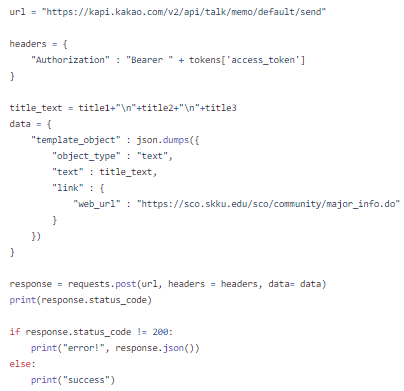 url = "https://kapi.kakao.com/v2/api/talk/memo/default/send"

headers = {
    "Authorization" : "Bearer " + tokens['access_token']
}

title_text = title1+"\n"+title2+"\n"+title3
data = {
    "template_object" : json.dumps({
        "object_type" : "text",
        "text" : title_text,
        "link" : {
            "web_url" : "https://sco.skku.edu/sco/community/major_info.do"
        }
    })
}

response = requests.post(url, headers = headers, data= data)
print(response.status_code)

if response.status_code != 200:
    print("error!", response.json())
else:
    print("success")